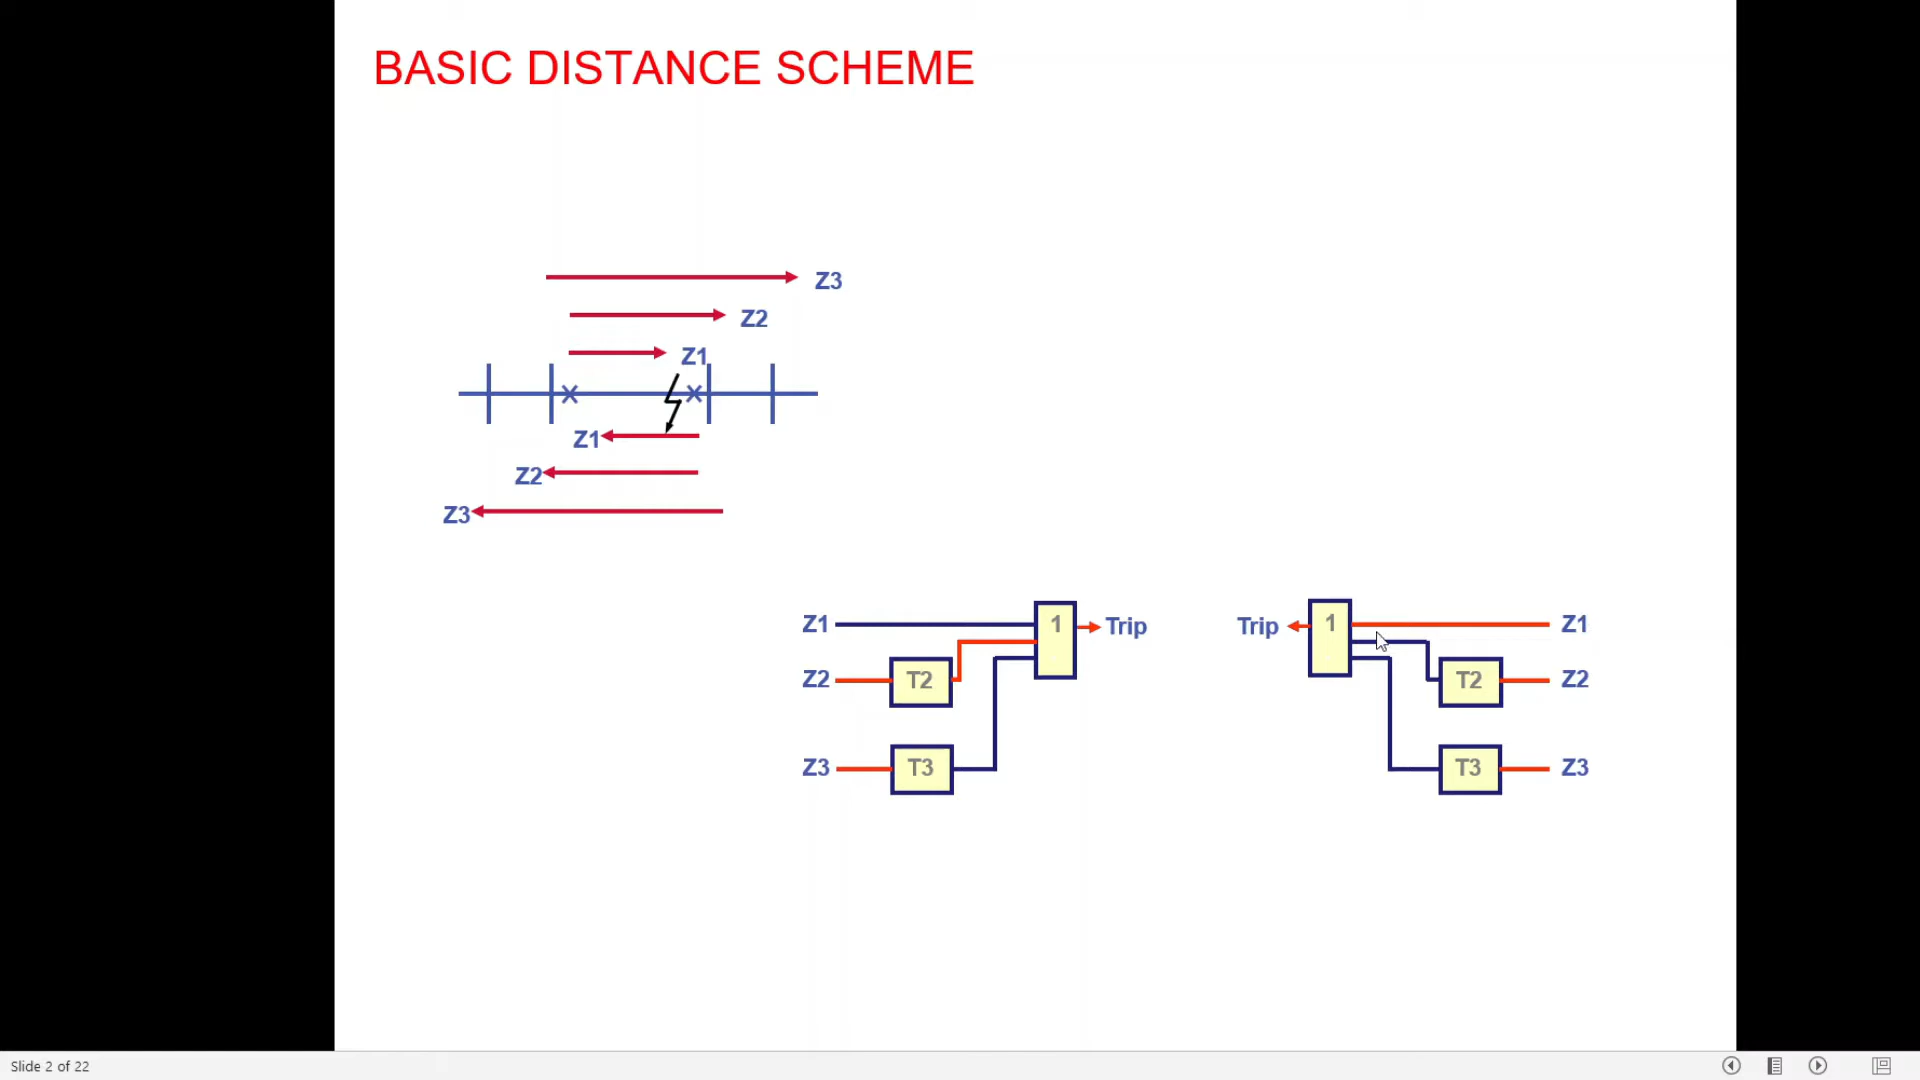 BASIC DISTANCE SCHEME
Z3
Z2
Z1
Z1
Z2
Z3
Z1 1 Trip
Z2 T2
Z3 T3
Trip 1 Z1
T2 Z2
T3 Z3
Slide 2 of 22